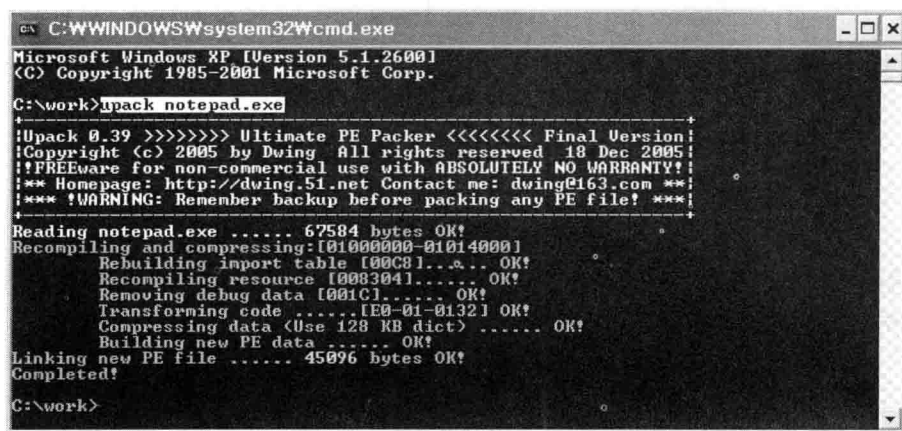 C:\WINDOWS\system32\cmd.exe
Microsoft Windows XP [Version 5.1.2600]
(C) Copyright 1985-2001 Microsoft Corp.
C:\work>upack notepad.exe
+------------------------------------------------------------------+
|Upack 0.39 >>>>>>>> Ultimate PE Packer <<<<<<<< Final Version|
|Copyright (c) 2005 by Dwing  All rights reserved  18 Dec 2005|
|!FREEware for non-commercial use with ABSOLUTELY NO WARRANTY!|
|** Homepage: http://dwing.51.net Contact me: dwing@163.com **|
|*** !WARNING: Remember backup before packing any PE file! ***|
+------------------------------------------------------------------+
Reading notepad.exe ...... 67584 bytes OK!
Recompiling and compressing:[01000000-01014000]
Rebuilding import table [00C8]...... OK!
Recompiling resource [008304]...... OK!
Removing debug data [001C]...... OK!
Transforming code ......[E0-01-0132] OK!
Compressing data (Use 128 KB dict) ...... OK!
Building new PE data ...... OK!
Linking new PE file ...... 45096 bytes OK!
Completed!
C:\work>